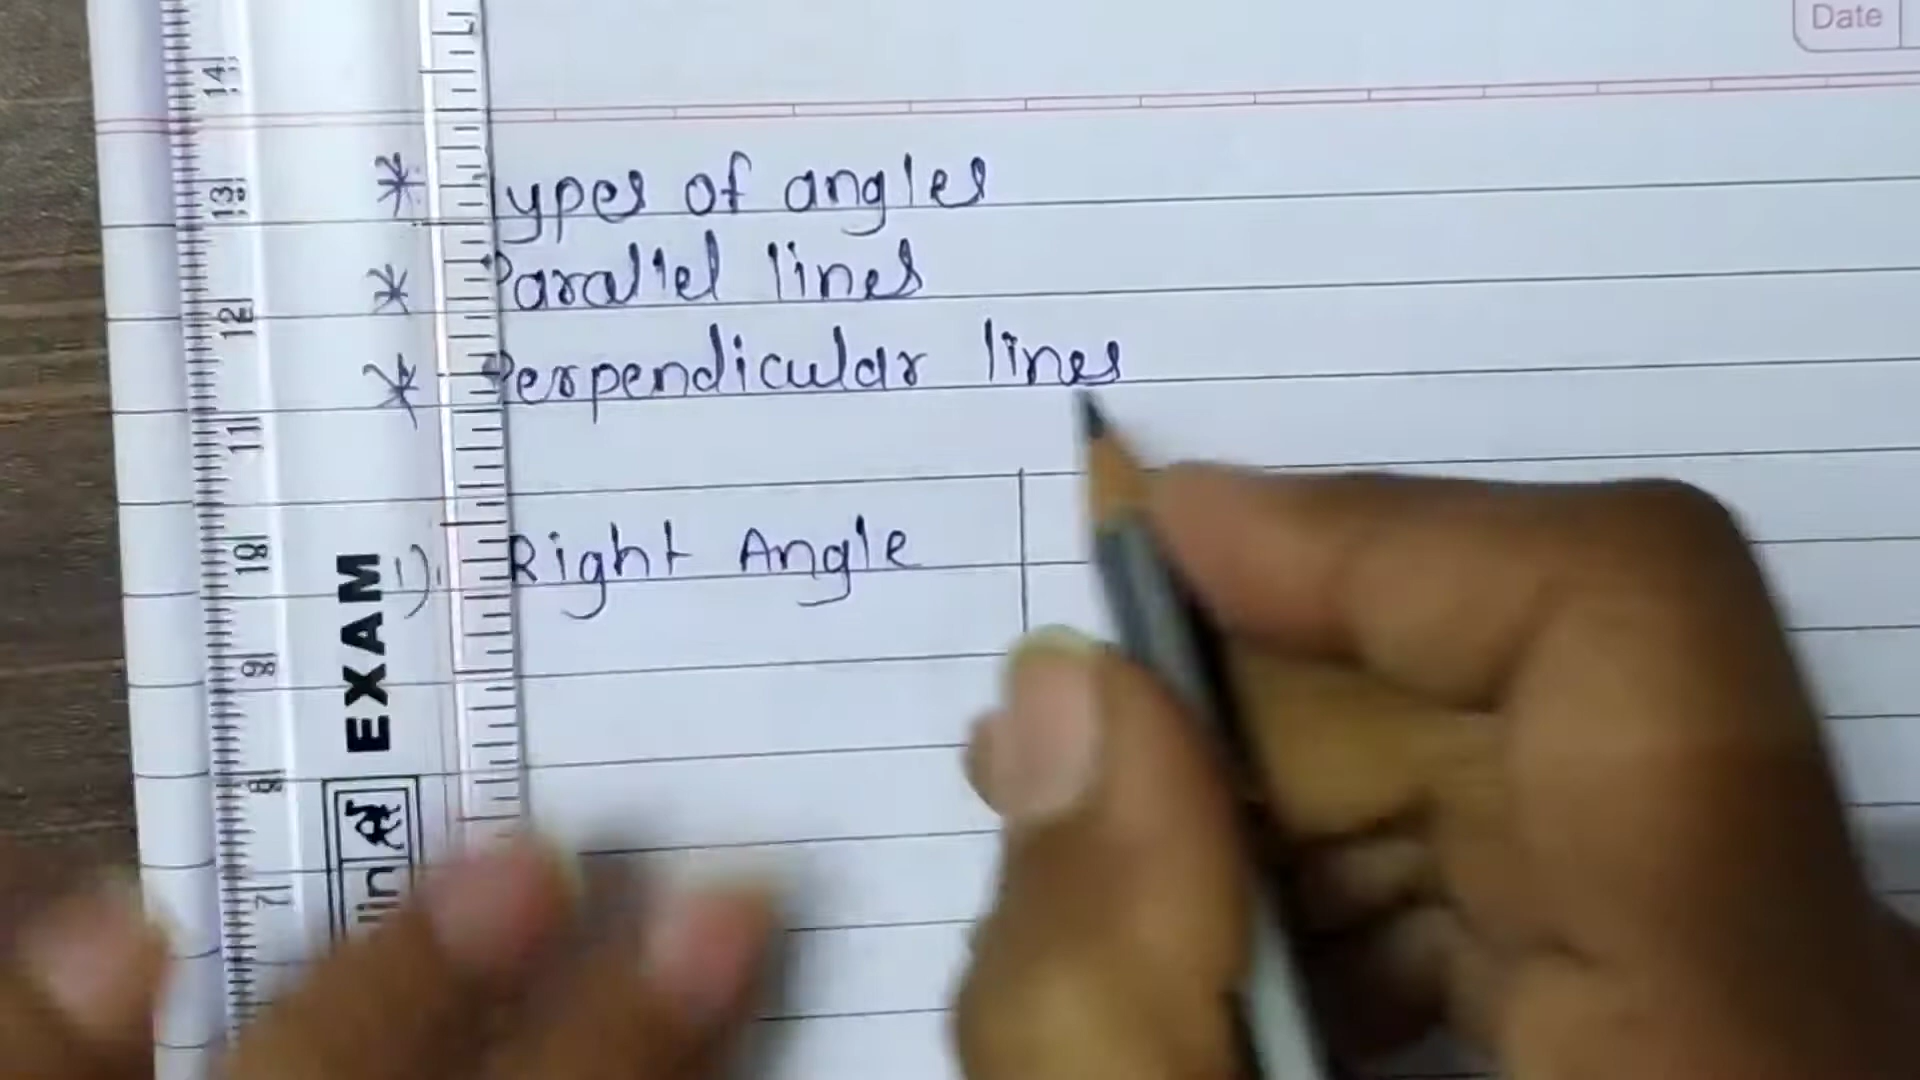 Date
* Types of angles
* Parallel lines
* Perpendicular lines
1) Right Angle
14
13
12
11
10
9
8
7
EXAM
lin